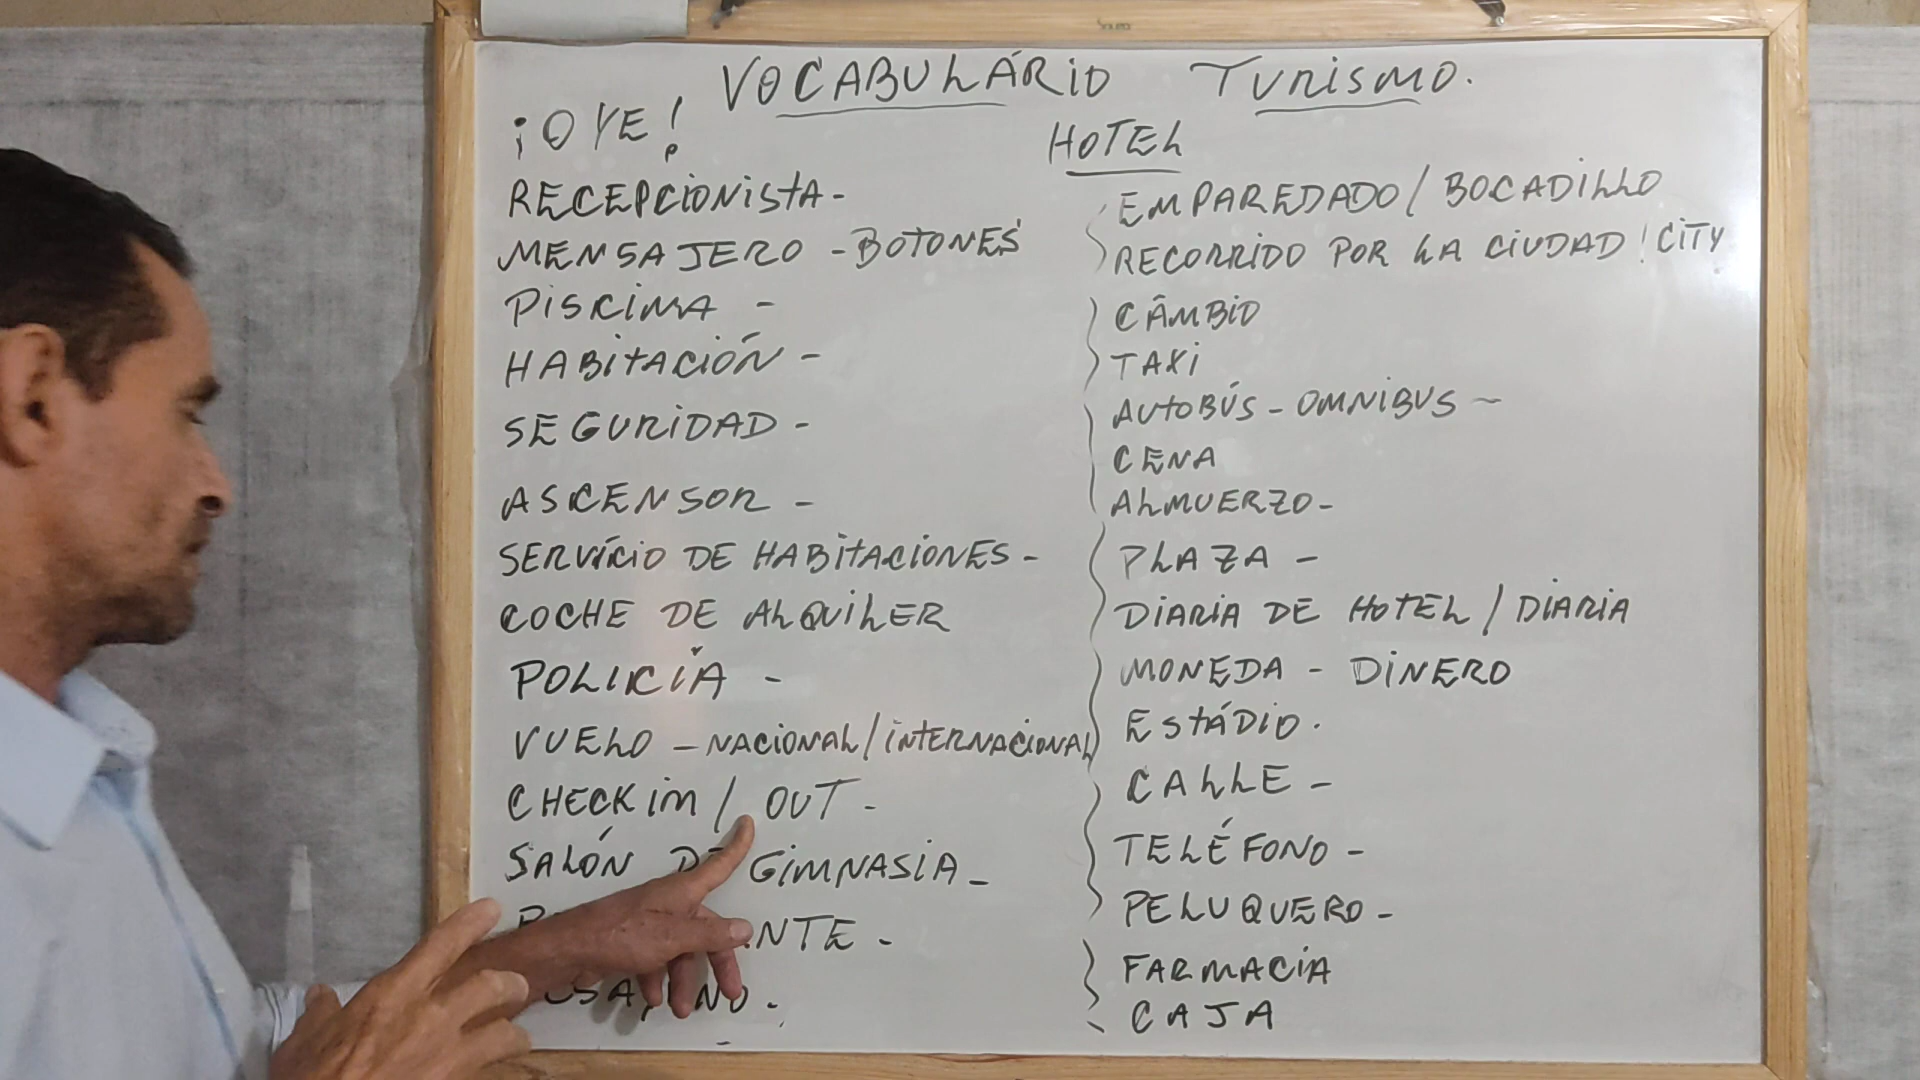 VOCABULÁRIO TURISMO.
¡OYE!
HOTEL
RECEPCIONISTA-
MENSAJERO - BOTONES
PISCINA -
HABITACIÓN -
SEGURIDAD -
ASCENSOR -
SERVÍCIO DE HABITACIONES -
COCHE DE ALQUILER
POLICÍA -
VUELO - NACIONAL/INTERNACIONAL
CHECK IN / OUT -
SALÓN DE GIMNASIA -
EMPAREDADO / BOCADILLO
RECORRIDO POR LA CIUDAD ! CITY
CÂMBIO
TAXI
AUTOBÚS - OMNIBUS ~
CENA
ALMUERZO -
PLAZA -
DIARIA DE HOTEL / DIARIA
MONEDA - DINERO
ESTÁDIO.
CALLE -
TELÉFONO -
PELUQUERO -
FARMACIA
CAJA